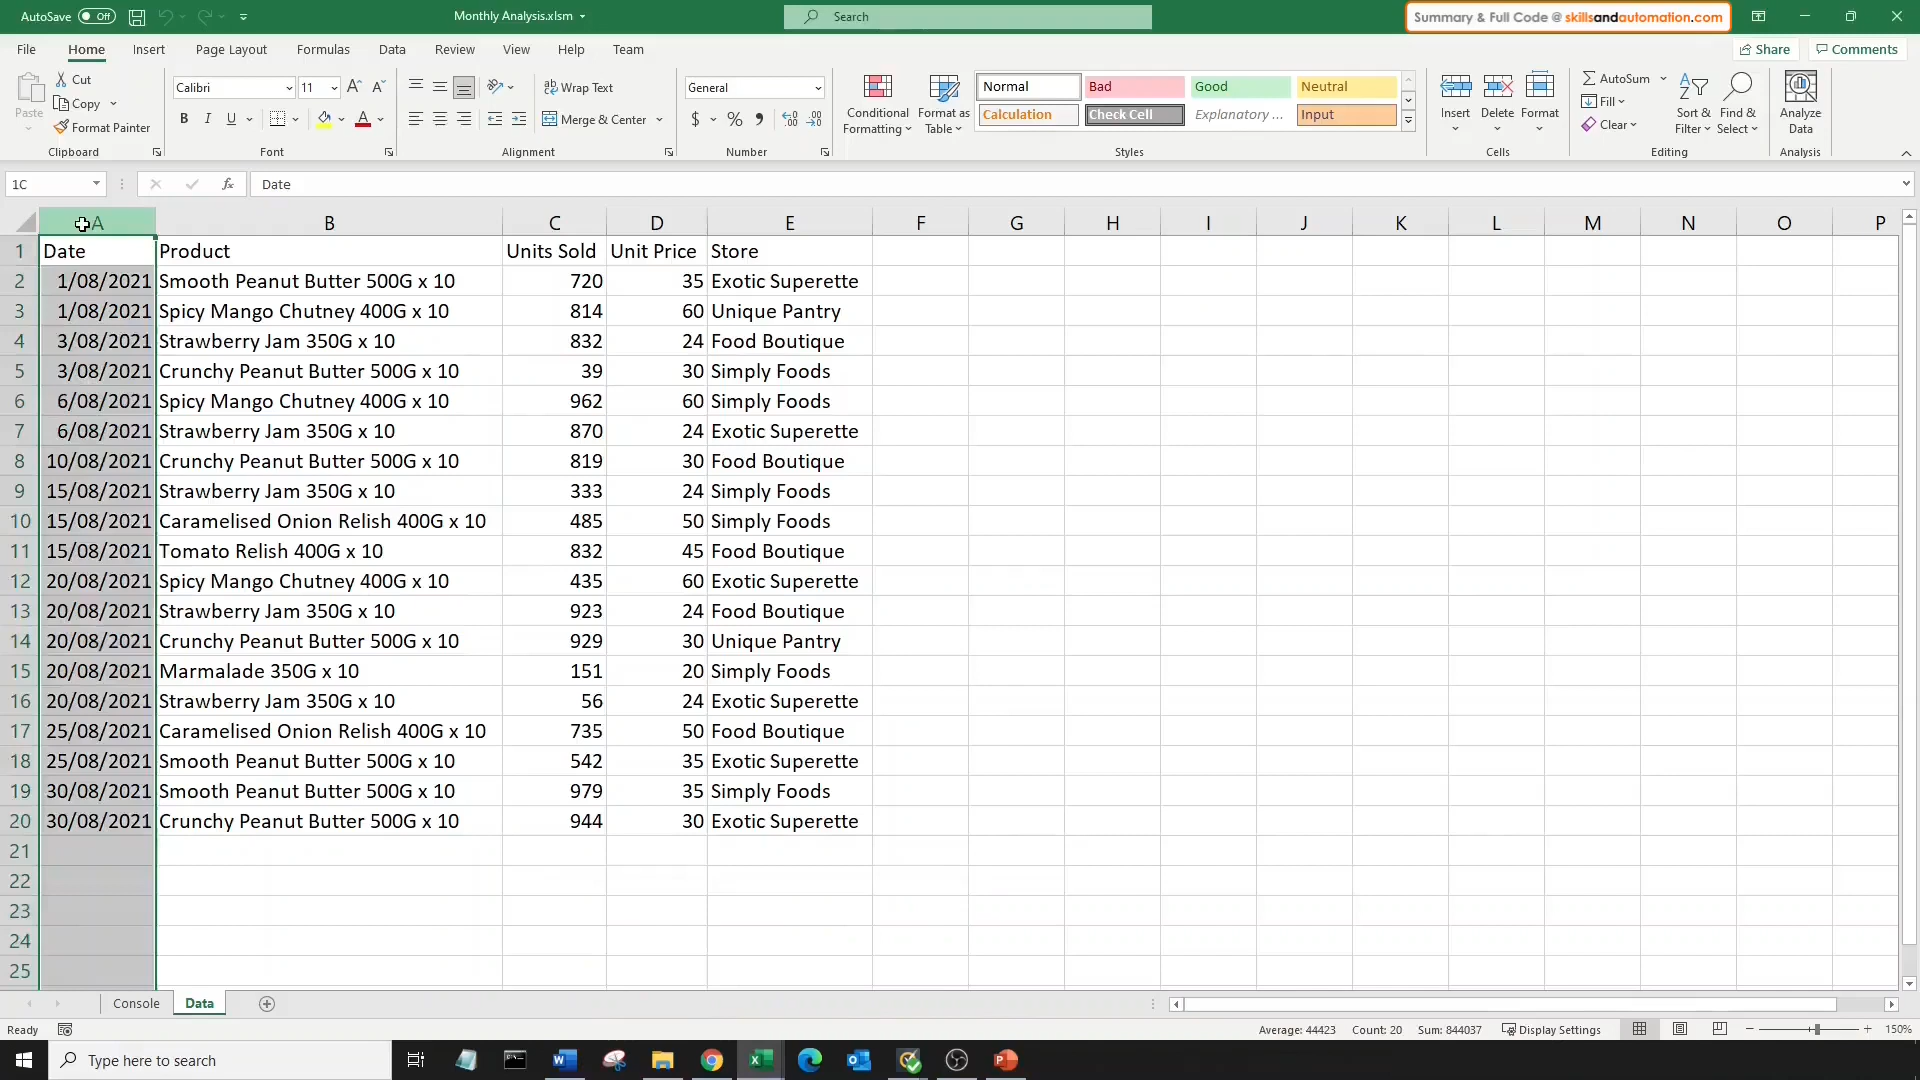 AutoSave Off Monthly Analysis.xlsm Search Summary & Full Code @ skillsandautomation.com
File Home Insert Page Layout Formulas Data Review View Help Team Share Comments
Paste Cut Copy Format Painter Clipboard
Calibri 11 A A B I U A Font
Wrap Text Merge & Center Alignment
General $ % Number
Conditional Formatting Format as Table Normal Bad Good Neutral Calculation Check Cell Explanatory ... Input Styles
Insert Delete Format Cells
AutoSum Fill Clear Sort & Filter Find & Select Editing
Analyze Data Analysis
1C fx Date
A B C D E F G H I J K L M N O P
1 Date Product Units Sold Unit Price Store
2 1/08/2021 Smooth Peanut Butter 500G x 10 720 35 Exotic Superette
3 1/08/2021 Spicy Mango Chutney 400G x 10 814 60 Unique Pantry
4 3/08/2021 Strawberry Jam 350G x 10 832 24 Food Boutique
5 3/08/2021 Crunchy Peanut Butter 500G x 10 39 30 Simply Foods
6 6/08/2021 Spicy Mango Chutney 400G x 10 962 60 Simply Foods
7 6/08/2021 Strawberry Jam 350G x 10 870 24 Exotic Superette
8 10/08/2021 Crunchy Peanut Butter 500G x 10 819 30 Food Boutique
9 15/08/2021 Strawberry Jam 350G x 10 333 24 Simply Foods
10 15/08/2021 Caramelised Onion Relish 400G x 10 485 50 Simply Foods
11 15/08/2021 Tomato Relish 400G x 10 832 45 Food Boutique
12 20/08/2021 Spicy Mango Chutney 400G x 10 435 60 Exotic Superette
13 20/08/2021 Strawberry Jam 350G x 10 923 24 Food Boutique
14 20/08/2021 Crunchy Peanut Butter 500G x 10 929 30 Unique Pantry
15 20/08/2021 Marmalade 350G x 10 151 20 Simply Foods
16 20/08/2021 Strawberry Jam 350G x 10 56 24 Exotic Superette
17 25/08/2021 Caramelised Onion Relish 400G x 10 735 50 Food Boutique
18 25/08/2021 Smooth Peanut Butter 500G x 10 542 35 Exotic Superette
19 30/08/2021 Smooth Peanut Butter 500G x 10 979 35 Simply Foods
20 30/08/2021 Crunchy Peanut Butter 500G x 10 944 30 Exotic Superette
21
22
23
24
25
Console Data
Ready Average: 44423 Count: 20 Sum: 844037 Display Settings 150%
Type here to search